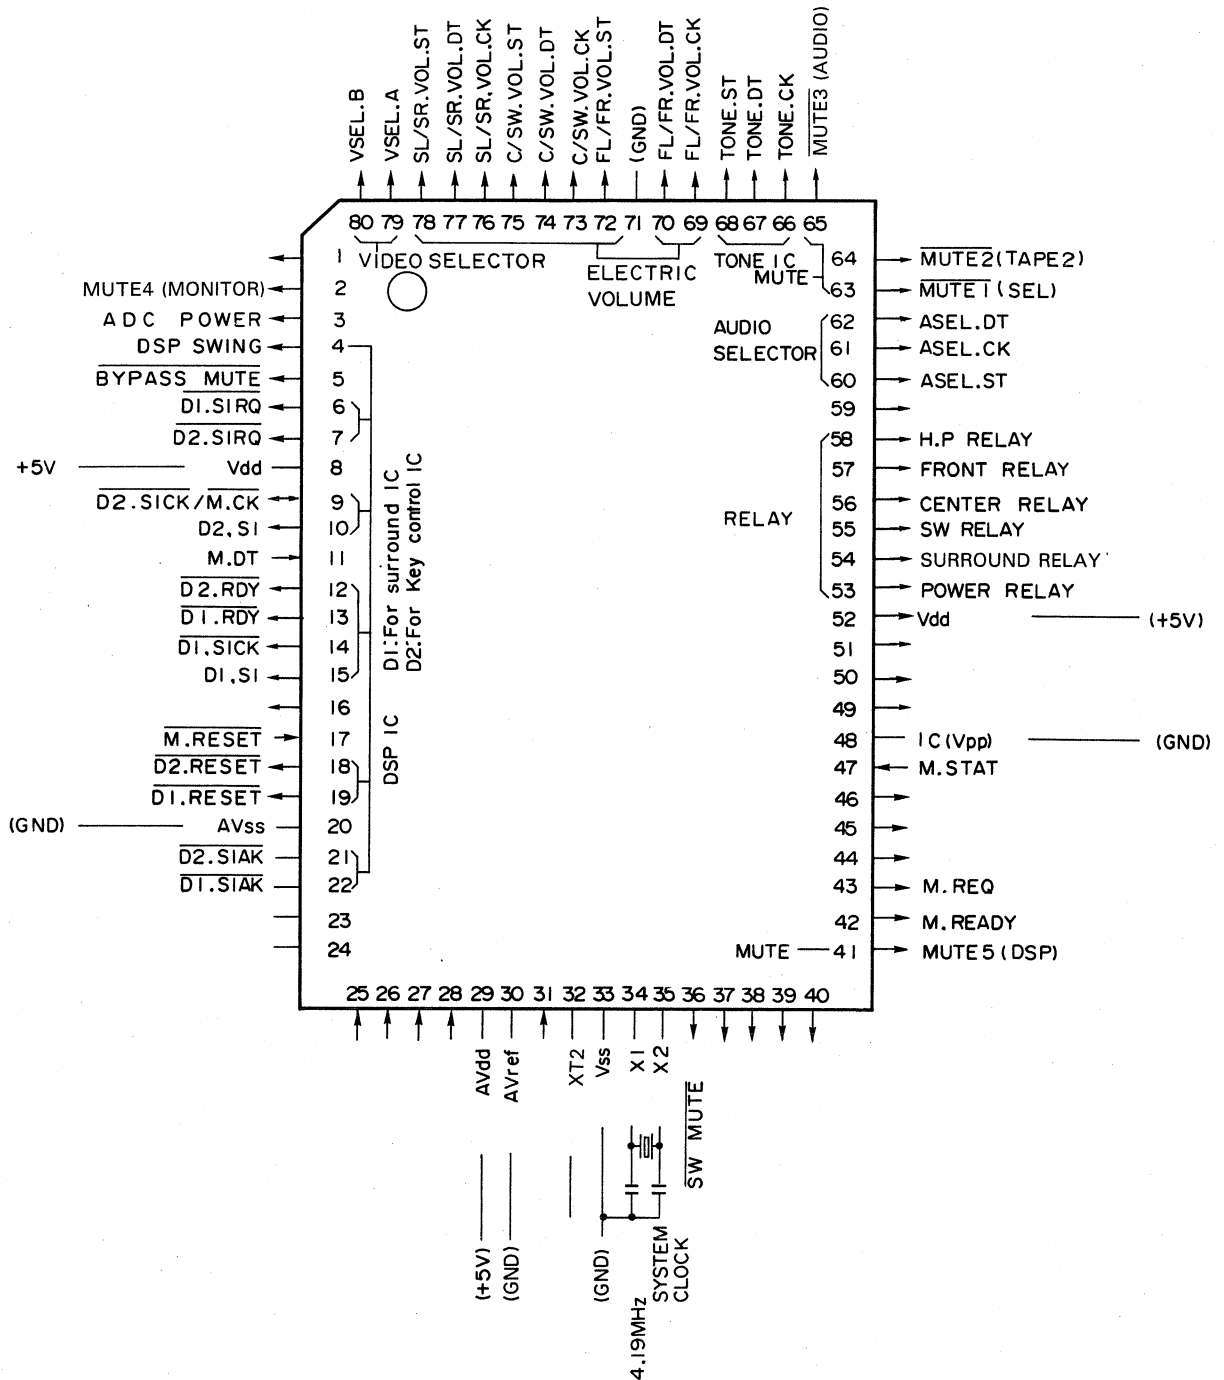 VSEL.B
VSEL.A
SL/SR.VOL.ST
SL/SR.VOL.DT
SL/SR.VOL.CK
C/SW.VOL.ST
C/SW.VOL.DT
C/SW.VOL.CK
FL/FR.VOL.ST
(GND)
FL/FR.VOL.DT
FL/FR.VOL.CK
TONE.ST
TONE.DT
TONE.CK
MUTE3 (AUDIO)
80 79 78 77 76 75 74 73 72 71 70 69 68 67 66 65
VIDEO SELECTOR
ELECTRIC
VOLUME
TONE IC
MUTE
AUDIO
SELECTOR
RELAY
MUTE
1
MUTE4 (MONITOR) 2
ADC POWER 3
DSP SWING 4
BYPASS MUTE 5
D1.SIRQ 6
D2.SIRQ 7
+5V Vdd 8
D2.SICK/M.CK 9
D2.SI 10
M.DT 11
D2.RDY 12
D1.RDY 13
D1.SICK 14
D1.SI 15
16
M.RESET 17
D2.RESET 18
D1.RESET 19
(GND) AVss 20
D2.SIAK 21
D1.SIAK 22
23
24
D1:For surround IC
D2:For Key control IC
DSP IC
64 MUTE2(TAPE2)
63 MUTE1(SEL)
62 ASEL.DT
61 ASEL.CK
60 ASEL.ST
59
58 H.P RELAY
57 FRONT RELAY
56 CENTER RELAY
55 SW RELAY
54 SURROUND RELAY
53 POWER RELAY
52 Vdd (+5V)
51
50
49
48 IC(Vpp) (GND)
47 M.STAT
46
45
44
43 M.REQ
42 M.READY
41 MUTE5(DSP)
25 26 27 28 29 30 31 32 33 34 35 36 37 38 39 40
AVdd
AVref
XT2
Vss
X1
X2
SW MUTE
(+5V)
(GND)
(GND)
4.19MHz
SYSTEM
CLOCK